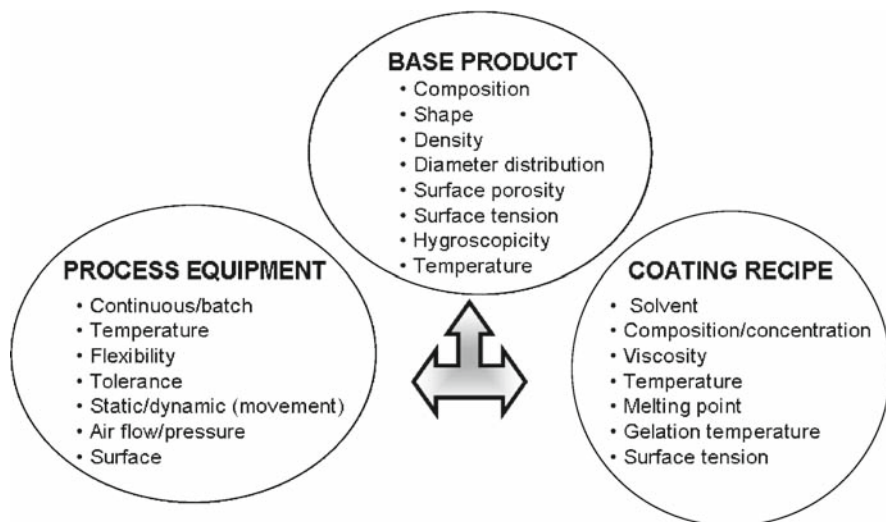 BASE PRODUCT
• Composition
• Shape
• Density
• Diameter distribution
• Surface porosity
• Surface tension
• Hygroscopicity
• Temperature
PROCESS EQUIPMENT
• Continuous/batch
• Temperature
• Flexibility
• Tolerance
• Static/dynamic (movement)
• Air flow/pressure
• Surface
COATING RECIPE
• Solvent
• Composition/concentration
• Viscosity
• Temperature
• Melting point
• Gelation temperature
• Surface tension